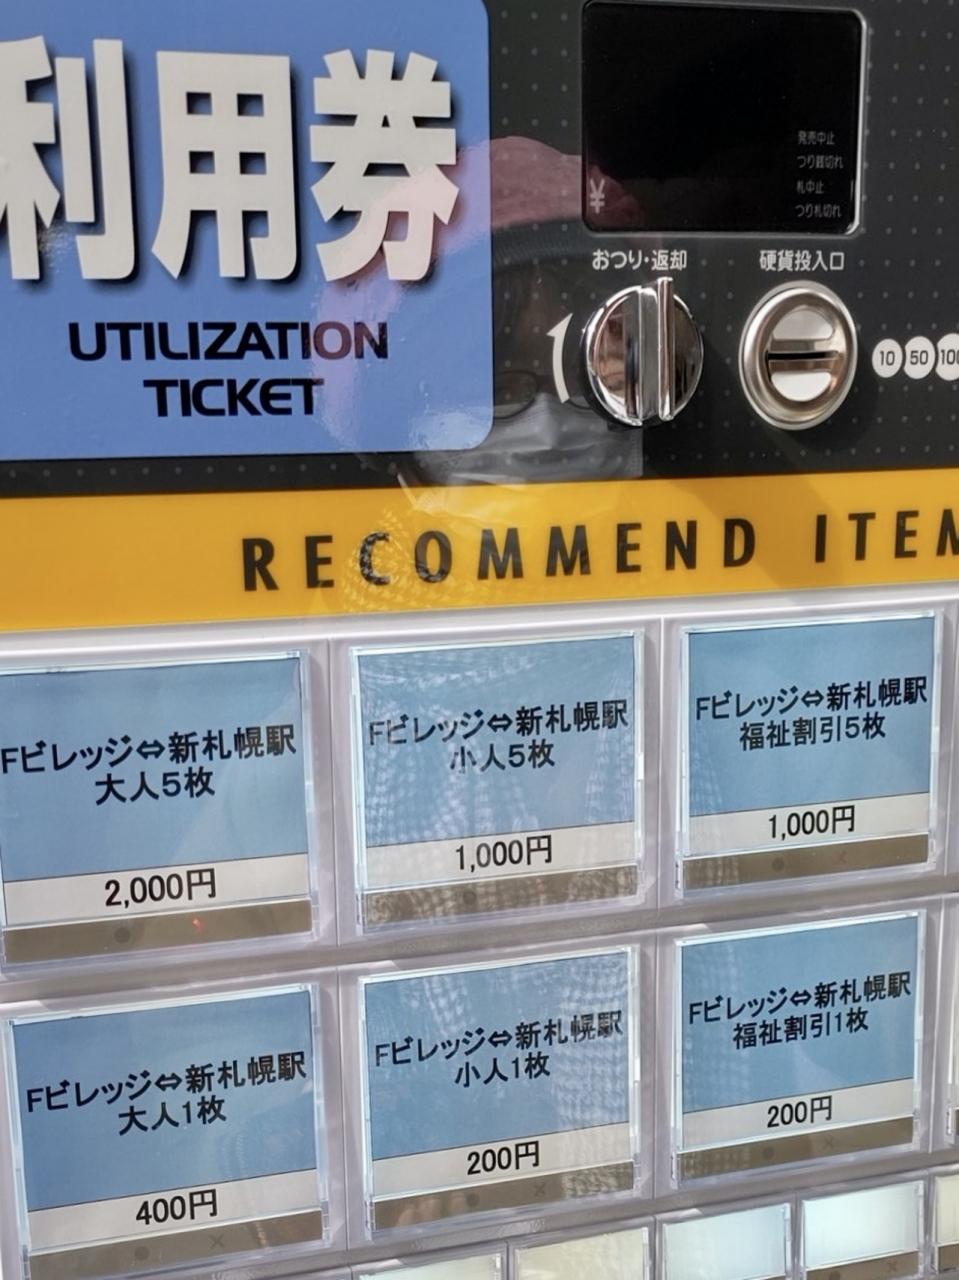 利用券
UTILIZATION
TICKET
発売中止
つり銭切れ
札中止
つり札切れ
¥
おつり・返却
硬貨投入口
10 50 100
RECOMMEND ITEM
Fビレッジ⇔新札幌駅
大人5枚
2,000円
Fビレッジ⇔新札幌駅
小人5枚
1,000円
Fビレッジ⇔新札幌駅
福祉割引5枚
1,000円
Fビレッジ⇔新札幌駅
大人1枚
400円
Fビレッジ⇔新札幌駅
小人1枚
200円
Fビレッジ⇔新札幌駅
福祉割引1枚
200円